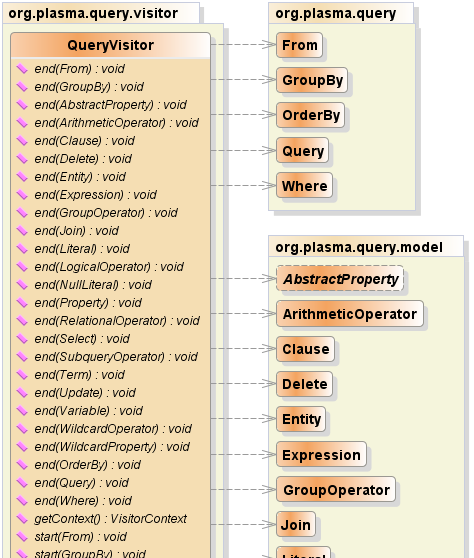 org.plasma.query.visitor
QueryVisitor
end(From) : void
end(GroupBy) : void
end(AbstractProperty) : void
end(ArithmeticOperator) : void
end(Clause) : void
end(Delete) : void
end(Entity) : void
end(Expression) : void
end(GroupOperator) : void
end(Join) : void
end(Literal) : void
end(LogicalOperator) : void
end(NullLiteral) : void
end(Property) : void
end(RelationalOperator) : void
end(Select) : void
end(SubqueryOperator) : void
end(Term) : void
end(Update) : void
end(Variable) : void
end(WildcardOperator) : void
end(WildcardProperty) : void
end(OrderBy) : void
end(Query) : void
end(Where) : void
getContext() : VisitorContext
start(From) : void
start(GroupBy) : void
org.plasma.query
From
GroupBy
OrderBy
Query
Where
org.plasma.query.model
AbstractProperty
ArithmeticOperator
Clause
Delete
Entity
Expression
GroupOperator
Join
Literal